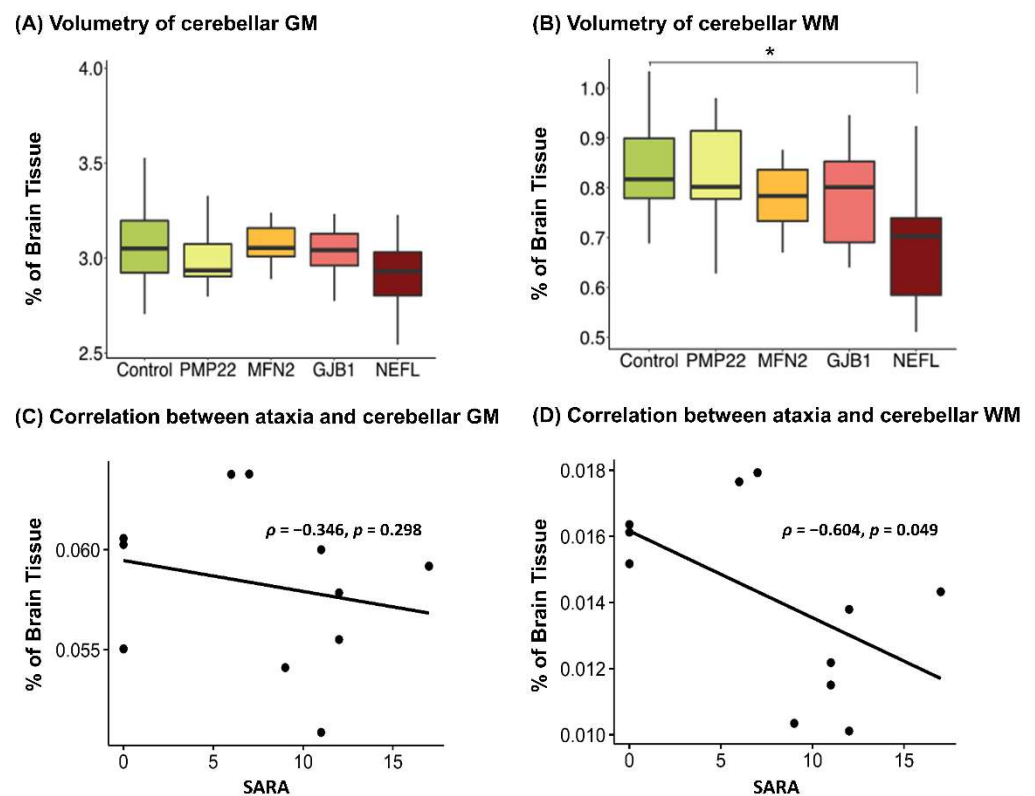 (A) Volumetry of cerebellar GM
% of Brain Tissue
4.0
3.5
3.0
2.5
Control PMP22 MFN2 GJB1 NEFL
(B) Volumetry of cerebellar WM
*
% of Brain Tissue
1.0
0.9
0.8
0.7
0.6
0.5
Control PMP22 MFN2 GJB1 NEFL
(C) Correlation between ataxia and cerebellar GM
% of Brain Tissue
ρ = −0.346, p = 0.298
0.060
0.055
0 5 10 15
SARA
(D) Correlation between ataxia and cerebellar WM
% of Brain Tissue
0.018
ρ = −0.604, p = 0.049
0.016
0.014
0.012
0.010
0 5 10 15
SARA